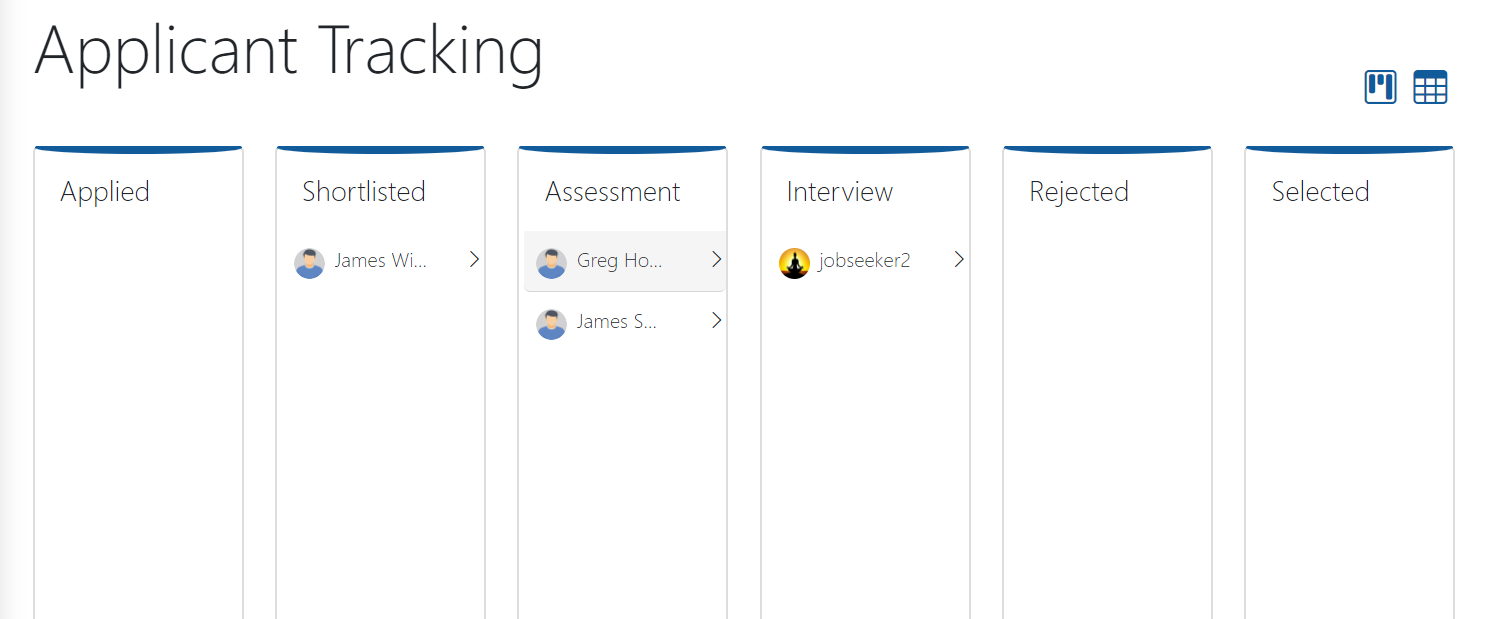 Applicant Tracking
Applied
Shortlisted
James Wi...
Assessment
Greg Ho...
James S...
Interview
jobseeker2
Rejected
Selected